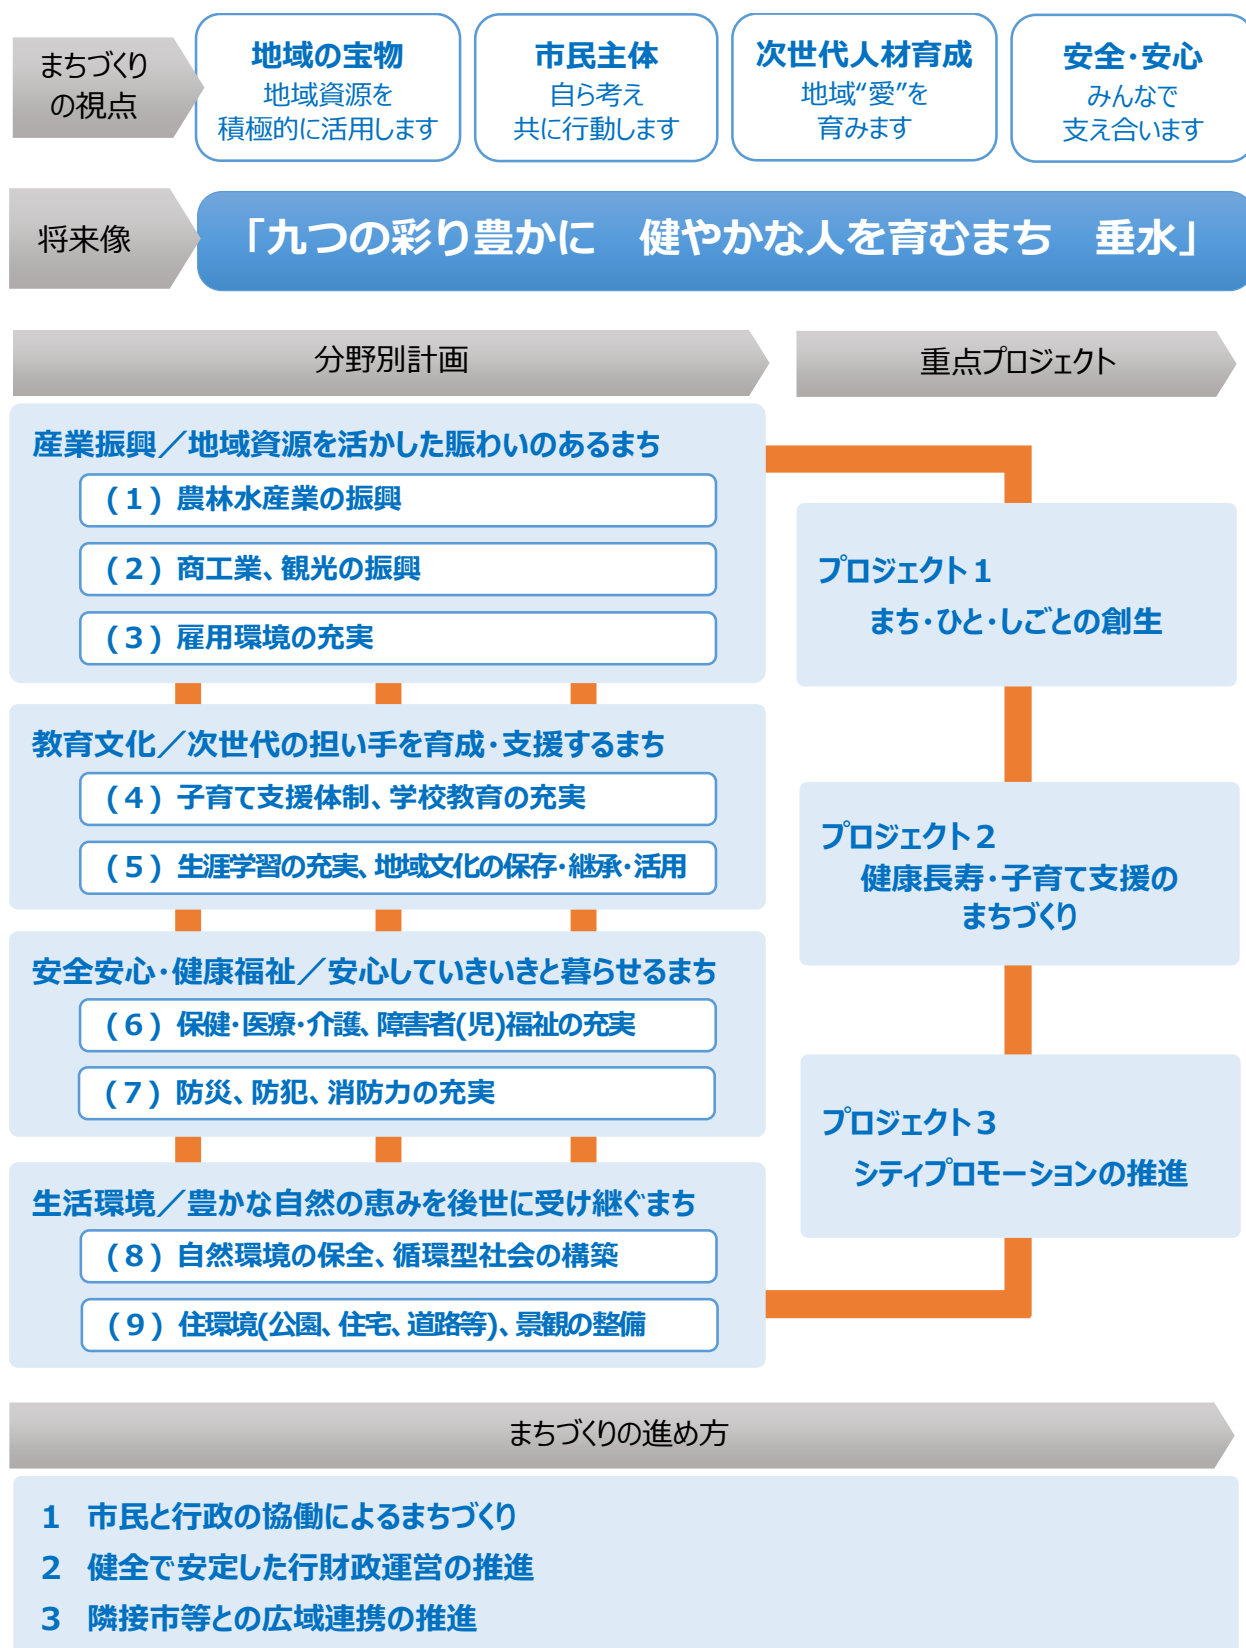 まちづくり
の視点
地域の宝物
地域資源を
積極的に活用します
市民主体
自ら考え
共に行動します
次世代人材育成
地域“愛”を
育みます
安全・安心
みんなで
支え合います
将来像
「九つの彩り豊かに　健やかな人を育むまち　垂水」
分野別計画
産業振興／地域資源を活かした賑わいのあるまち
(１) 農林水産業の振興
(２) 商工業、観光の振興
(３) 雇用環境の充実
教育文化／次世代の担い手を育成・支援するまち
(４) 子育て支援体制、学校教育の充実
(５) 生涯学習の充実、地域文化の保存・継承・活用
安全安心・健康福祉／安心していきいきと暮らせるまち
(６) 保健・医療・介護、障害者(児)福祉の充実
(７) 防災、防犯、消防力の充実
生活環境／豊かな自然の恵みを後世に受け継ぐまち
(８) 自然環境の保全、循環型社会の構築
(９) 住環境(公園、住宅、道路等)、景観の整備
重点プロジェクト
プロジェクト１
まち・ひと・しごとの創生
プロジェクト２
健康長寿・子育て支援の
まちづくり
プロジェクト３
シティプロモーションの推進
まちづくりの進め方
１　市民と行政の協働によるまちづくり
２　健全で安定した行財政運営の推進
３　隣接市等との広域連携の推進